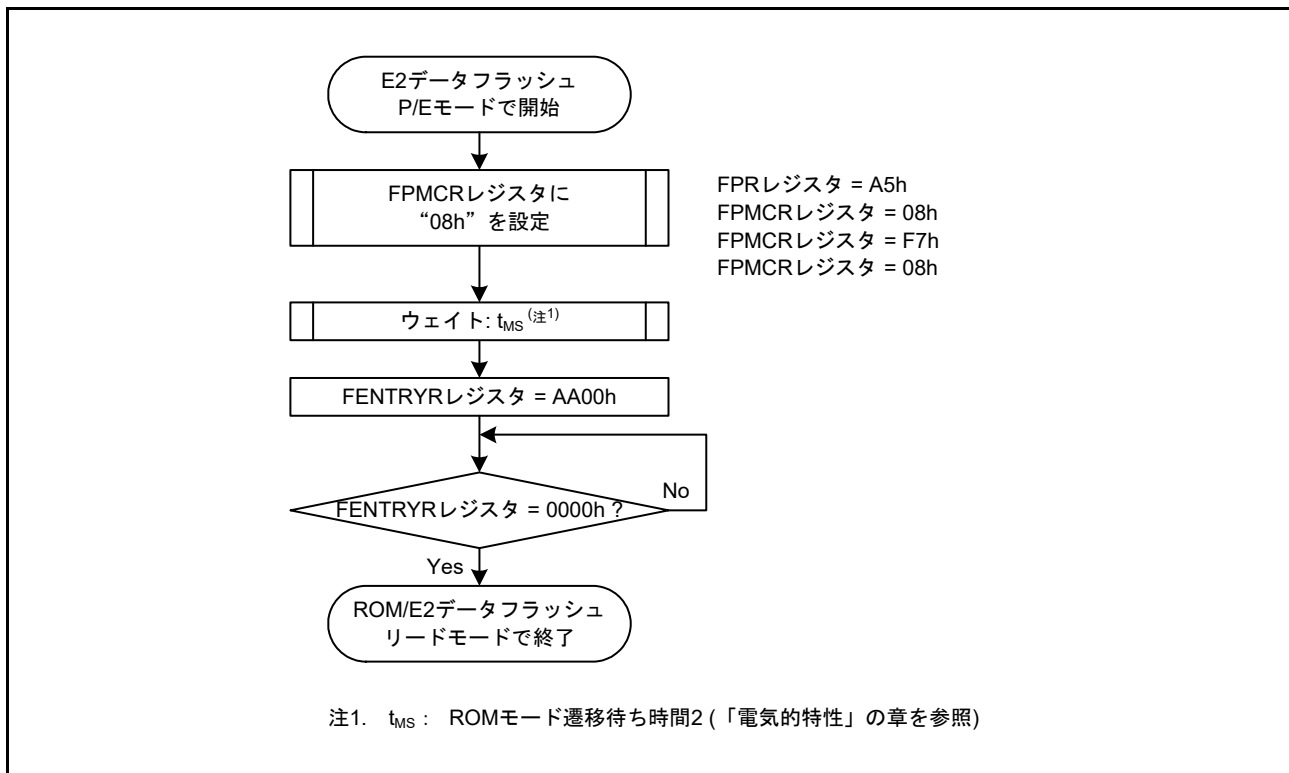 E2データフラッシュ
P/Eモードで開始
FPMCRレジスタに
“08h”を設定
FPRレジスタ = A5h
FPMCRレジスタ = 08h
FPMCRレジスタ = F7h
FPMCRレジスタ = 08h
ウェイト: tMS (注1)
FENTRYRレジスタ = AA00h
FENTRYRレジスタ = 0000h ?
No
Yes
ROM/E2データフラッシュ
リードモードで終了
注1. tMS : ROMモード遷移待ち時間2 (「電気的特性」の章を参照)